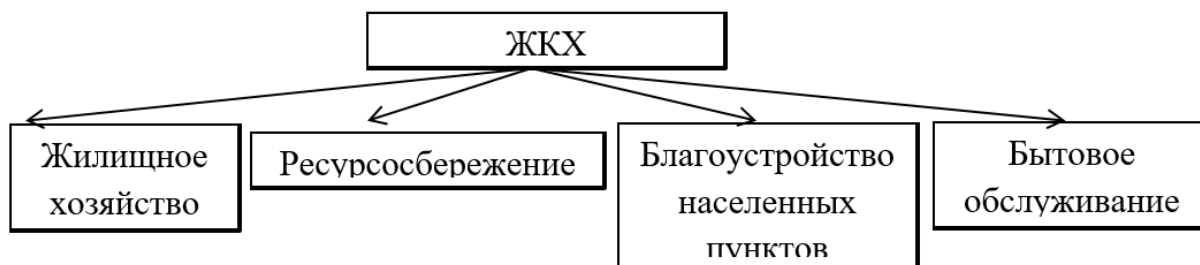 ЖКХ
Жилищное
хозяйство
Ресурсосбережение
Благоустройство
населенных
пунктов
Бытовое
обслуживание